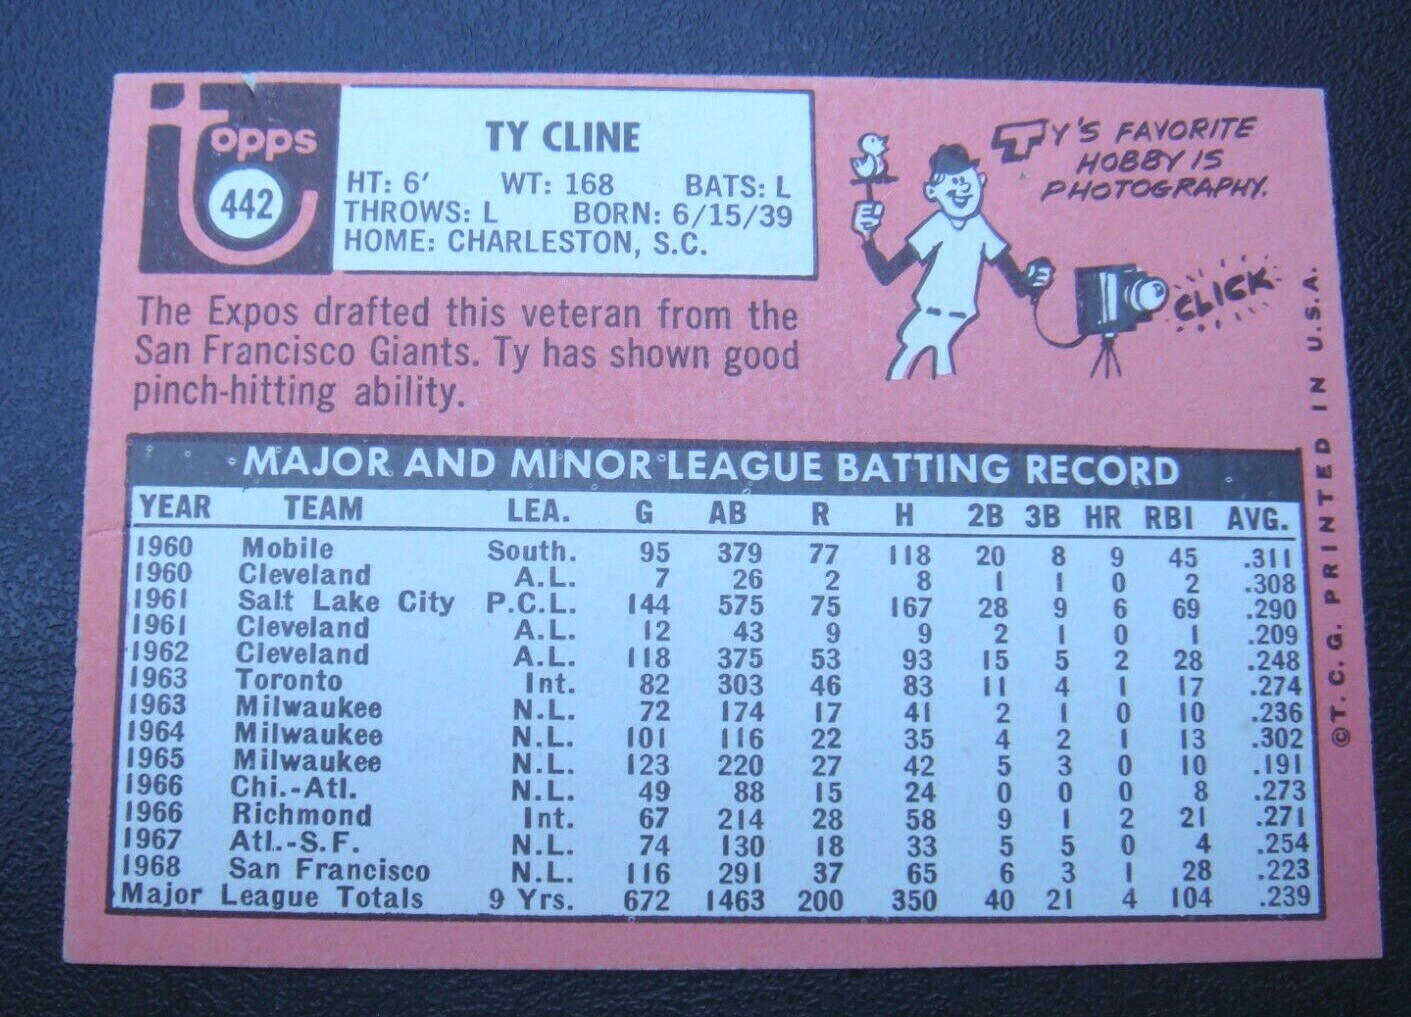 topps
442
TY CLINE
HT: 6' WT: 168 BATS: L
THROWS: L BORN: 6/15/39
HOME: CHARLESTON, S.C.
The Expos drafted this veteran from the
San Francisco Giants. Ty has shown good
pinch-hitting ability.
TY'S FAVORITE
HOBBY IS
PHOTOGRAPHY.
CLICK
MAJOR AND MINOR LEAGUE BATTING RECORD
YEAR TEAM LEA. G AB R H 2B 3B HR RBI AVG.
1960 Mobile South. 95 379 77 118 20 8 9 45 .311
1960 Cleveland A.L. 7 26 2 8 1 1 0 2 .308
1961 Salt Lake City P.C.L. 144 575 75 167 28 9 6 69 .290
1961 Cleveland A.L. 12 43 9 9 2 1 0 1 .209
1962 Cleveland A.L. 118 375 53 93 15 5 2 28 .248
1963 Toronto Int. 82 303 46 83 11 4 1 17 .274
1963 Milwaukee N.L. 72 174 17 41 2 1 0 10 .236
1964 Milwaukee N.L. 101 116 22 35 4 2 1 13 .302
1965 Milwaukee N.L. 123 220 27 42 5 3 0 10 .191
1966 Chi.-Atl. N.L. 49 88 15 24 0 0 0 8 .273
1966 Richmond Int. 67 214 28 58 9 1 2 21 .271
1967 Atl.-S.F. N.L. 74 130 18 33 5 5 0 4 .254
1968 San Francisco N.L. 116 291 37 65 6 3 1 28 .223
Major League Totals 9 Yrs. 672 1463 200 350 40 21 4 104 .239
©T.C.G. PRINTED IN U.S.A.